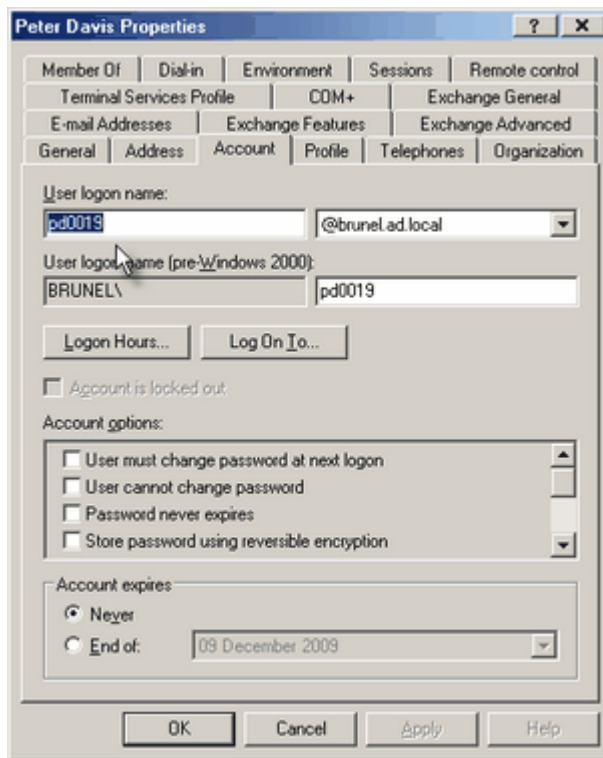 Peter Davis Properties
Member Of Dial-in Environment Sessions Remote control
Terminal Services Profile COM+ Exchange General
E-mail Addresses Exchange Features Exchange Advanced
General Address Account Profile Telephones Organization
User logon name:
pd0019 @brunel.ad.local
User logon name (pre-Windows 2000):
BRUNEL\ pd0019
Logon Hours... Log On To...
Account is locked out
Account options:
User must change password at next logon
User cannot change password
Password never expires
Store password using reversible encryption
Account expires
Never
End of: 09 December 2009
OK Cancel Apply Help